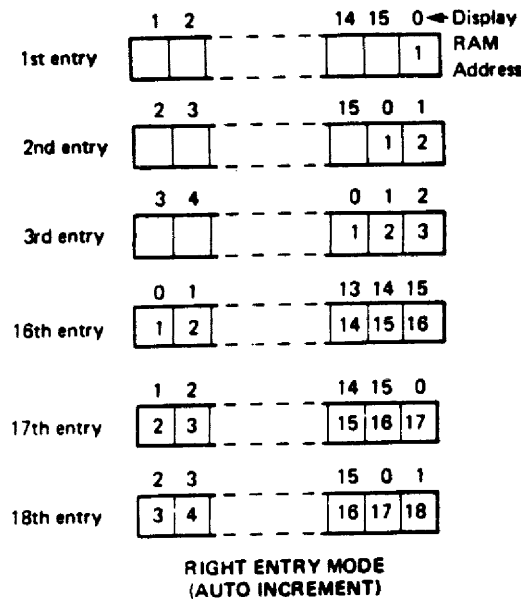 1 2 14 15 0 Display
RAM
Address
1st entry 1
2 3 15 0 1
2nd entry 1 2
3 4 0 1 2
3rd entry 1 2 3
0 1 13 14 15
16th entry 1 2 14 15 16
1 2 14 15 0
17th entry 2 3 15 16 17
2 3 15 0 1
18th entry 3 4 16 17 18
RIGHT ENTRY MODE
(AUTO INCREMENT)